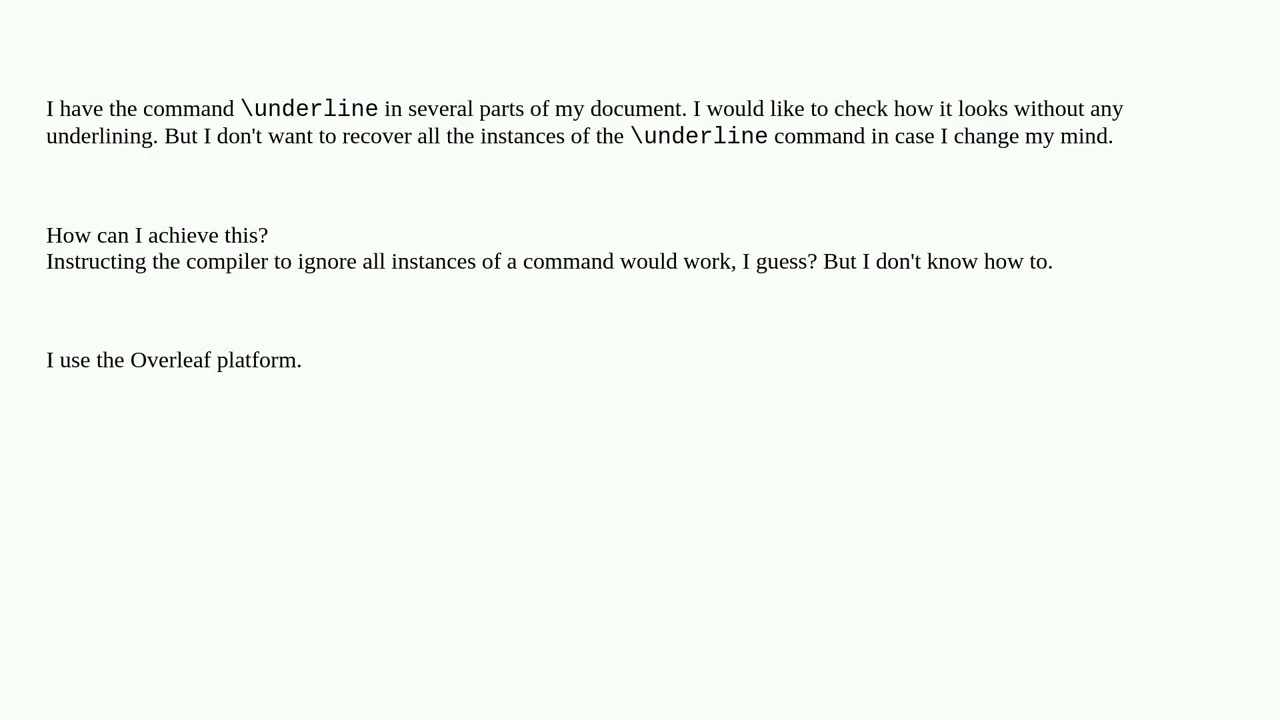 I have the command \underline in several parts of my document. I would like to check how it looks without any
underlining. But I don't want to recover all the instances of the \underline command in case I change my mind.
How can I achieve this?
Instructing the compiler to ignore all instances of a command would work, I guess? But I don't know how to.
I use the Overleaf platform.